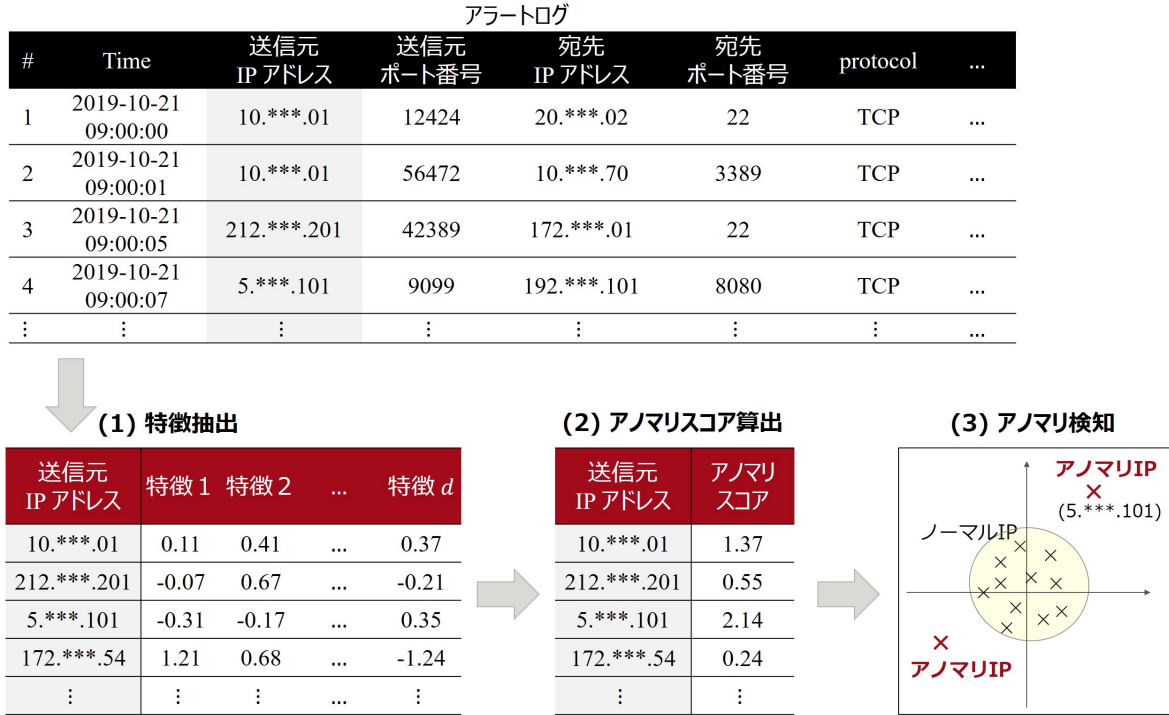 アラートログ
# Time 送信元 IP アドレス 送信元 ポート番号 宛先 IP アドレス 宛先 ポート番号 protocol ...
1 2019-10-21 09:00:00 10.***.01 12424 20.***.02 22 TCP ...
2 2019-10-21 09:00:01 10.***.01 56472 10.***.70 3389 TCP ...
3 2019-10-21 09:00:05 212.***.201 42389 172.***.01 22 TCP ...
4 2019-10-21 09:00:07 5.***.101 9099 192.***.101 8080 TCP ...
⋮ ⋮ ⋮ ⋮ ⋮ ⋮ ⋮ ...
(1) 特徴抽出
送信元 IP アドレス 特徴1 特徴2 ... 特徴 d
10.***.01 0.11 0.41 ... 0.37
212.***.201 -0.07 0.67 ... -0.21
5.***.101 -0.31 -0.17 ... 0.35
172.***.54 1.21 0.68 ... -1.24
⋮ ⋮ ⋮ ... ⋮
(2) アノマリスコア算出
送信元 IP アドレス アノマリ スコア
10.***.01 1.37
212.***.201 0.55
5.***.101 2.14
172.***.54 0.24
⋮ ⋮
(3) アノマリ検知
アノマリIP
(5.***.101)
ノーマルIP
アノマリIP